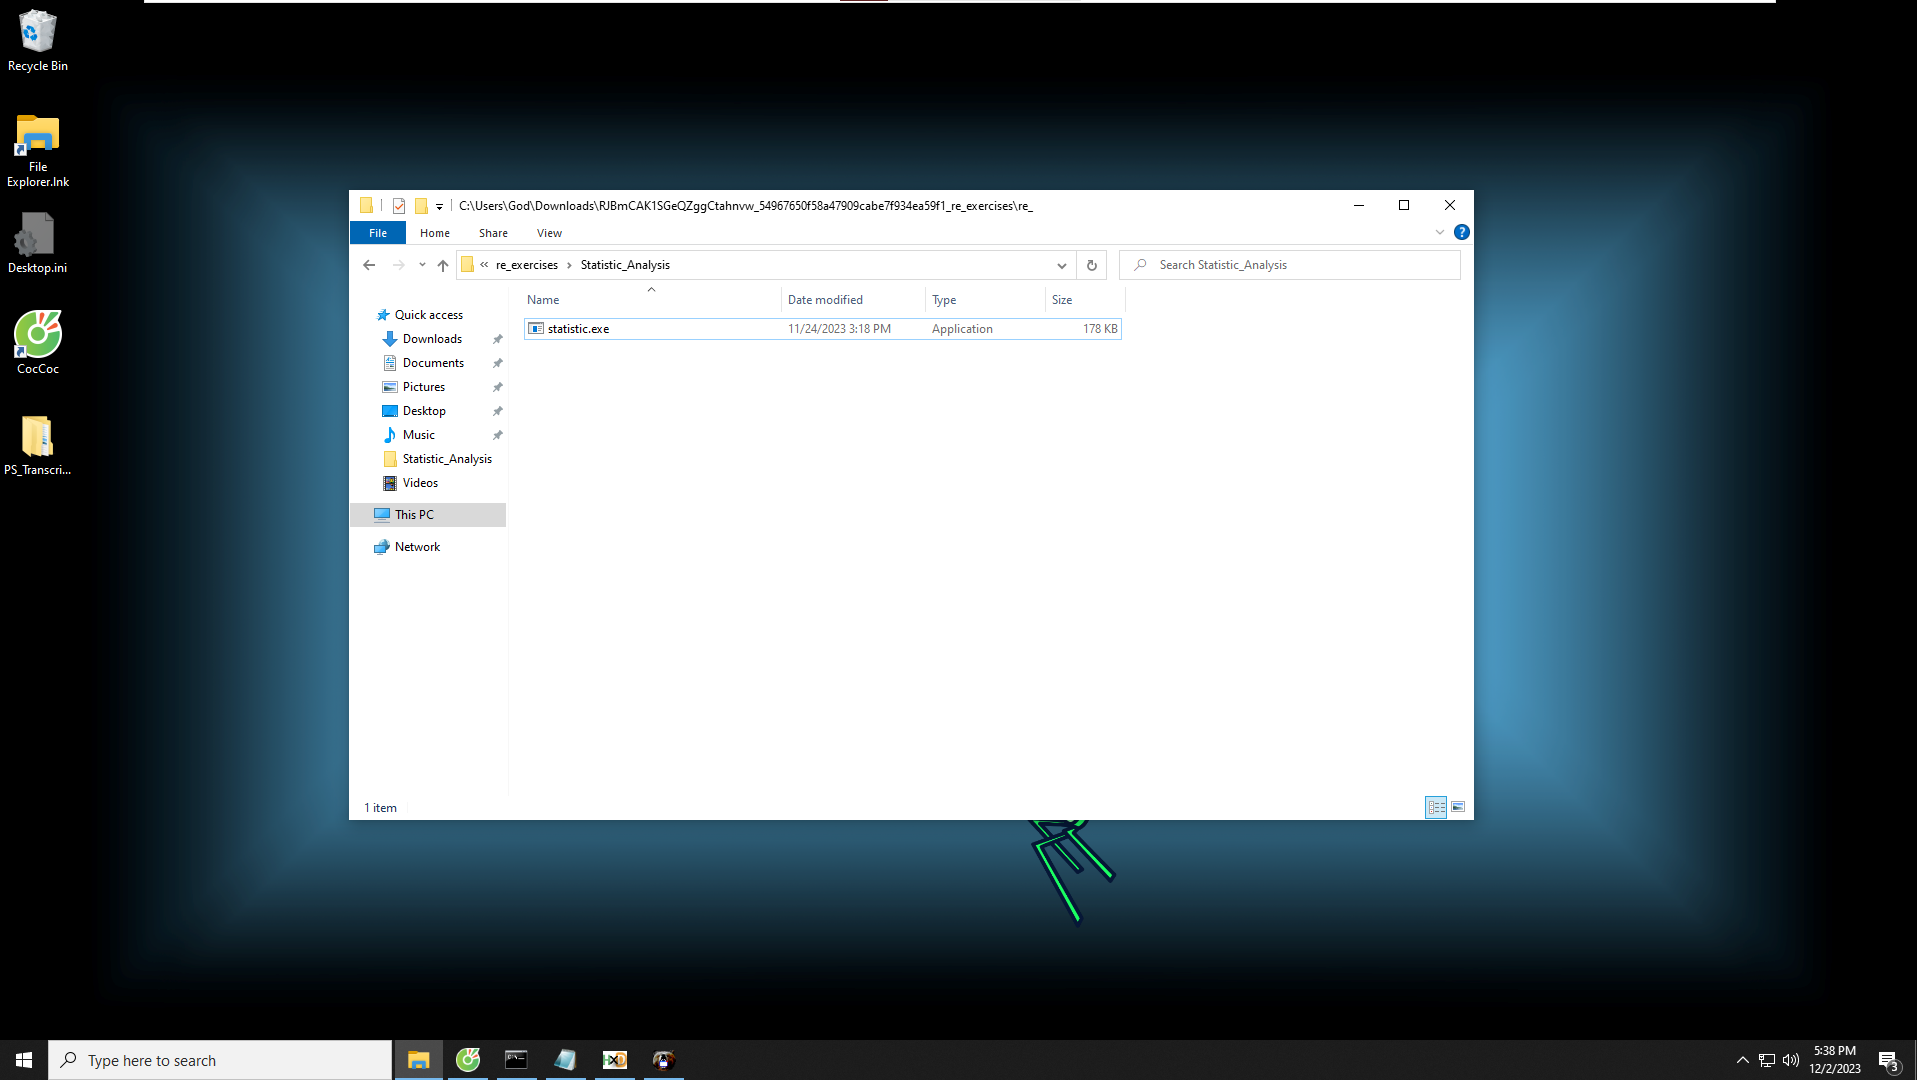 Recycle Bin
File
Explorer.lnk
Desktop.ini
CocCoc
PS_Transcri...
C:\Users\God\Downloads\RJBmCAK1SGeQZggCtahnvw_54967650f58a47909cabe7f934ea59f1_re_exercises\re_
File Home Share View
?
« re_exercises › Statistic_Analysis
Search Statistic_Analysis
Name Date modified Type Size
statistic.exe 11/24/2023 3:18 PM Application 178 KB
Quick access
Downloads
Documents
Pictures
Desktop
Music
Statistic_Analysis
Videos
This PC
Network
1 item
Type here to search
5:38 PM
12/2/2023
3